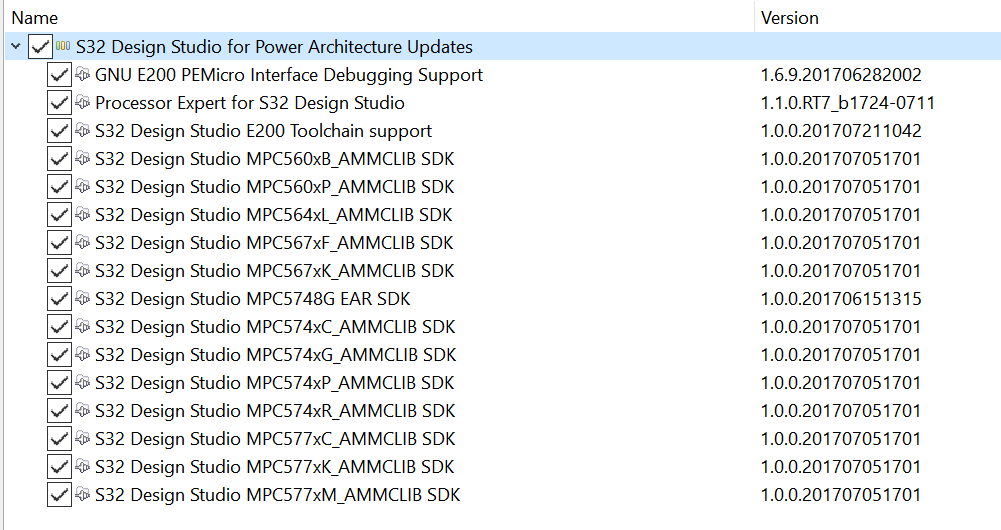 Name Version
S32 Design Studio for Power Architecture Updates
GNU E200 PEMicro Interface Debugging Support 1.6.9.201706282002
Processor Expert for S32 Design Studio 1.1.0.RT7_b1724-0711
S32 Design Studio E200 Toolchain support 1.0.0.201707211042
S32 Design Studio MPC560xB_AMMCLIB SDK 1.0.0.201707051701
S32 Design Studio MPC560xP_AMMCLIB SDK 1.0.0.201707051701
S32 Design Studio MPC564xL_AMMCLIB SDK 1.0.0.201707051701
S32 Design Studio MPC567xF_AMMCLIB SDK 1.0.0.201707051701
S32 Design Studio MPC567xK_AMMCLIB SDK 1.0.0.201707051701
S32 Design Studio MPC5748G EAR SDK 1.0.0.201706151315
S32 Design Studio MPC574xC_AMMCLIB SDK 1.0.0.201707051701
S32 Design Studio MPC574xG_AMMCLIB SDK 1.0.0.201707051701
S32 Design Studio MPC574xP_AMMCLIB SDK 1.0.0.201707051701
S32 Design Studio MPC574xR_AMMCLIB SDK 1.0.0.201707051701
S32 Design Studio MPC577xC_AMMCLIB SDK 1.0.0.201707051701
S32 Design Studio MPC577xK_AMMCLIB SDK 1.0.0.201707051701
S32 Design Studio MPC577xM_AMMCLIB SDK 1.0.0.201707051701